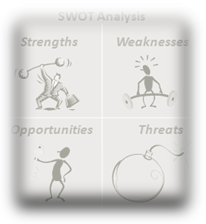 SWOT Analysis
Strengths
Weaknesses
Opportunities
Threats